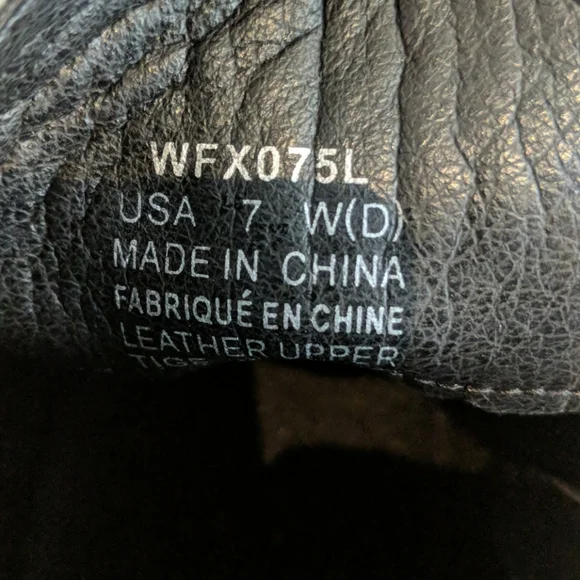 WFX075L
USA 7 W(D)
MADE IN CHINA
FABRIQUÉ EN CHINE
LEATHER UPPER